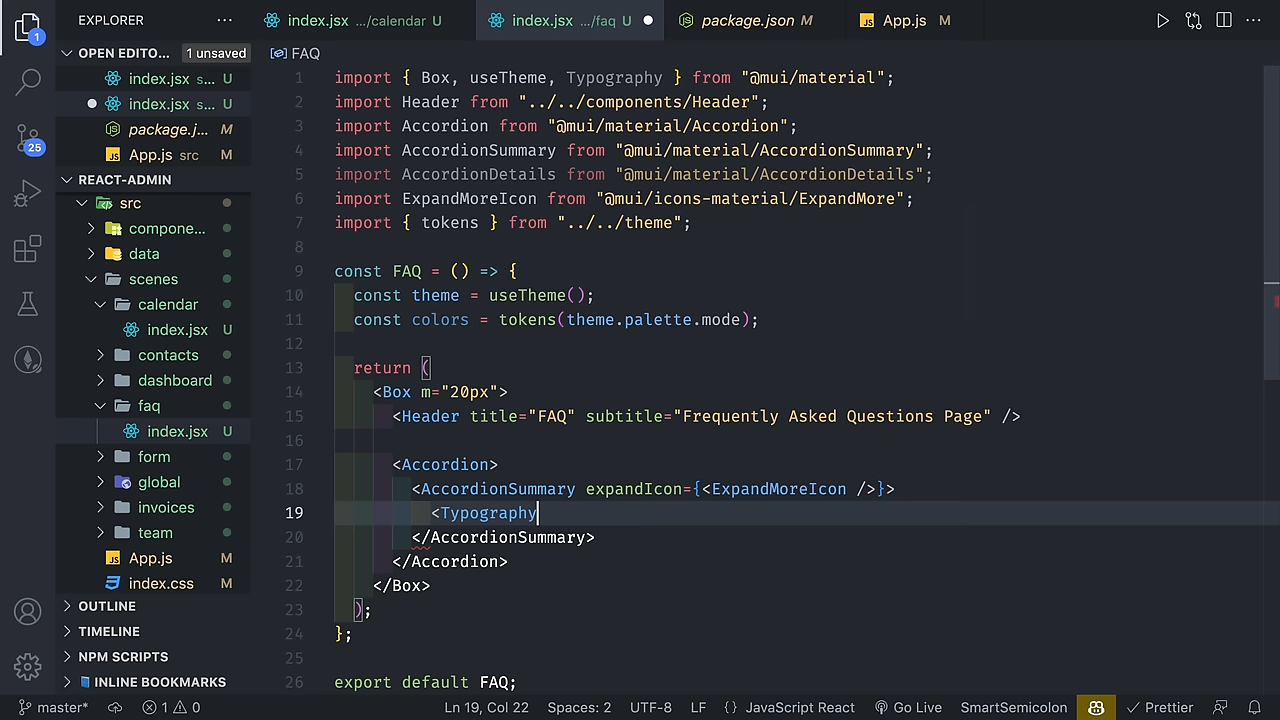 EXPLORER
index.jsx .../calendar U
index.jsx .../faq U
package.json M
App.js M
OPEN EDITO... 1 unsaved
index.jsx s... U
index.jsx s... U
package.j... M
App.js src M
REACT-ADMIN
src
compone...
data
scenes
calendar
index.jsx U
contacts
dashboard
faq
index.jsx U
form
global
invoices
team
App.js M
index.css M
OUTLINE
TIMELINE
NPM SCRIPTS
INLINE BOOKMARKS
1
25
FAQ
1 import { Box, useTheme, Typography } from "@mui/material";
2 import Header from "../../components/Header";
3 import Accordion from "@mui/material/Accordion";
4 import AccordionSummary from "@mui/material/AccordionSummary";
5 import AccordionDetails from "@mui/material/AccordionDetails";
6 import ExpandMoreIcon from "@mui/icons-material/ExpandMore";
7 import { tokens } from "../../theme";
8
9 const FAQ = () => {
10 const theme = useTheme();
11 const colors = tokens(theme.palette.mode);
12
13 return (
14 <Box m="20px">
15 <Header title="FAQ" subtitle="Frequently Asked Questions Page" />
16
17 <Accordion>
18 <AccordionSummary expandIcon={<ExpandMoreIcon />}>
19 <Typography
20 </AccordionSummary>
21 </Accordion>
22 </Box>
23 );
24 };
25
26 export default FAQ;
master* 1 0 Ln 19, Col 22 Spaces: 2 UTF-8 LF {} JavaScript React Go Live SmartSemicolon Prettier